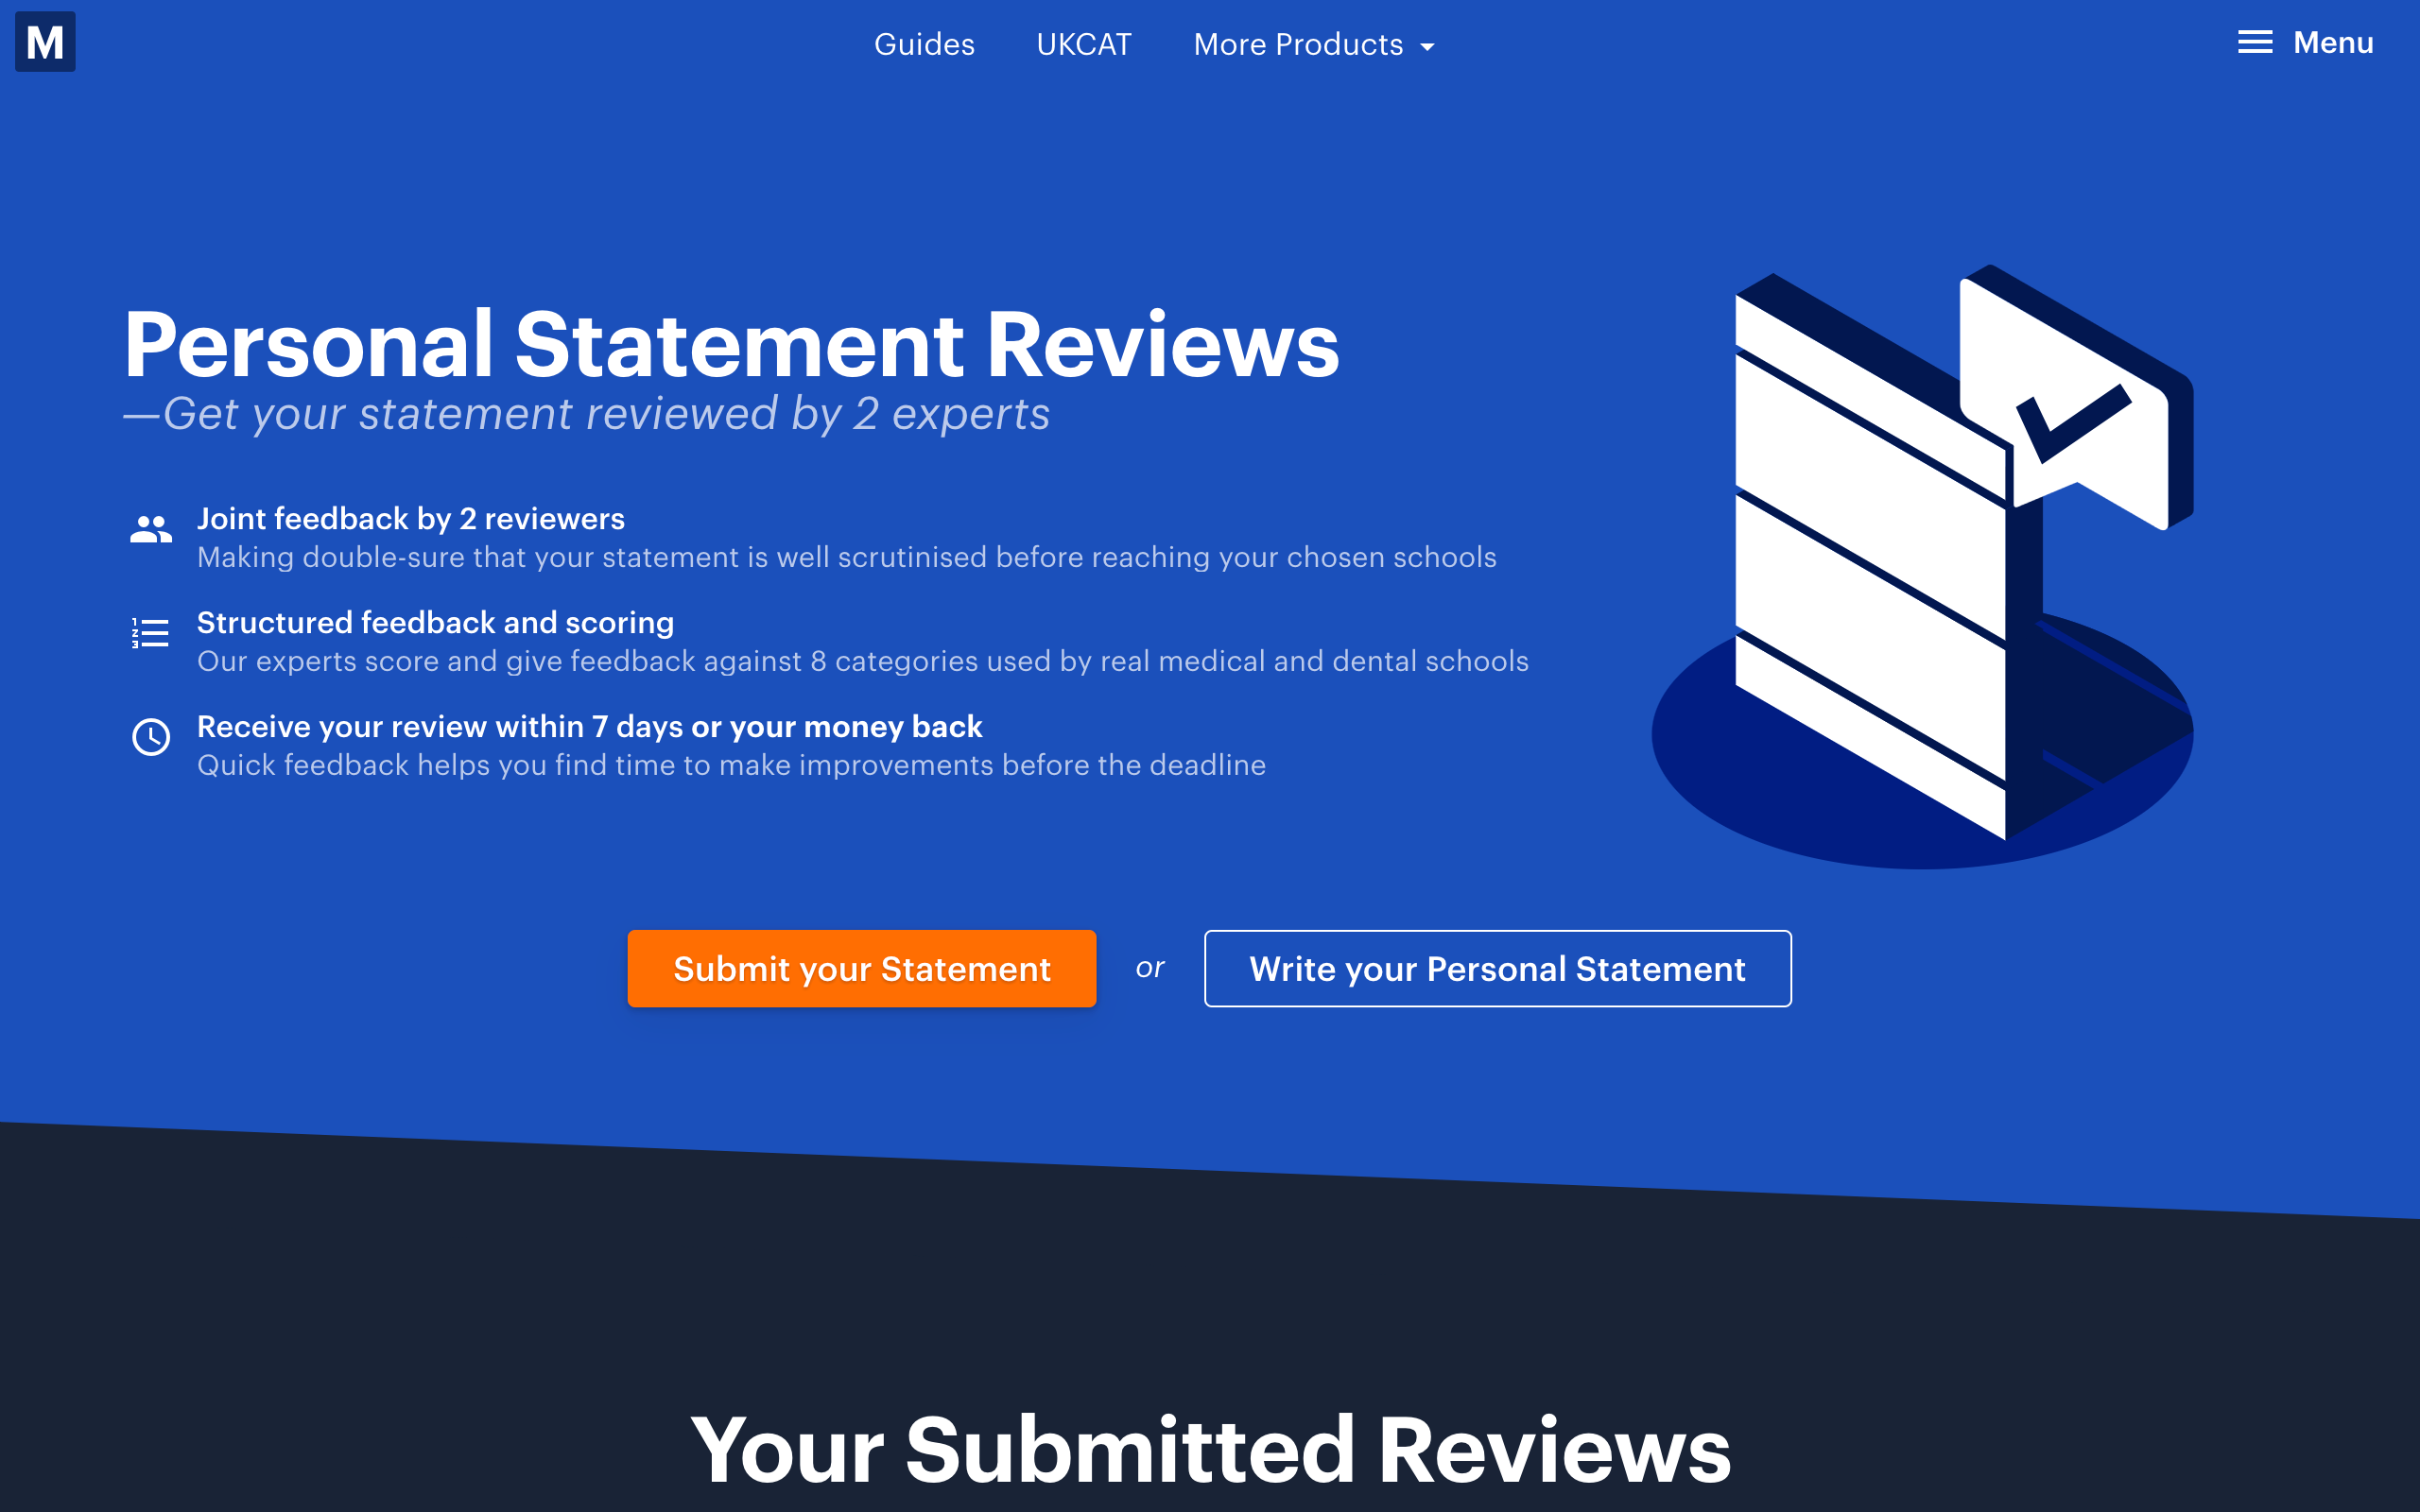 M
Guides
UKCAT
More Products
Menu
Personal Statement Reviews
—Get your statement reviewed by 2 experts
Joint feedback by 2 reviewers
Making double-sure that your statement is well scrutinised before reaching your chosen schools
1
2
3
Structured feedback and scoring
Our experts score and give feedback against 8 categories used by real medical and dental schools
Receive your review within 7 days or your money back
Quick feedback helps you find time to make improvements before the deadline
Submit your Statement
or
Write your Personal Statement
Your Submitted Reviews